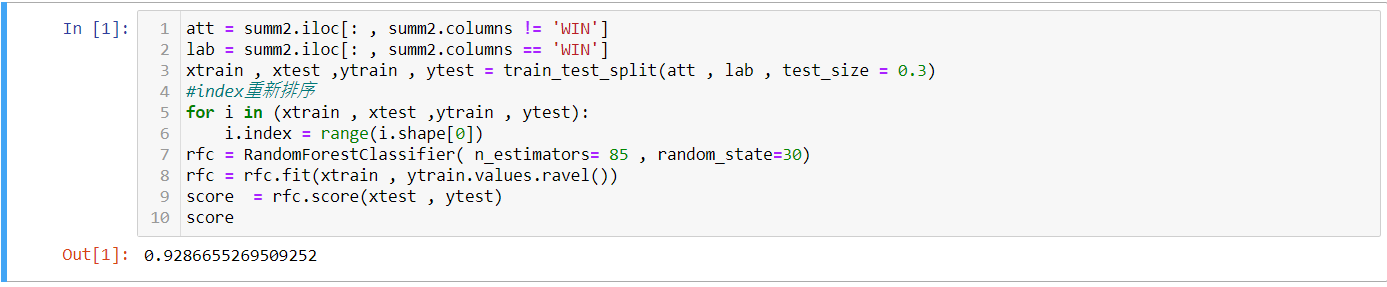 In [1]:
1 att = summ2.iloc[: , summ2.columns != 'WIN']
2 lab = summ2.iloc[: , summ2.columns == 'WIN']
3 xtrain , xtest ,ytrain , ytest = train_test_split(att , lab , test_size = 0.3)
4 #index重新排序
5 for i in (xtrain , xtest ,ytrain , ytest):
6     i.index = range(i.shape[0])
7 rfc = RandomForestClassifier( n_estimators= 85 , random_state=30)
8 rfc = rfc.fit(xtrain , ytrain.values.ravel())
9 score  = rfc.score(xtest , ytest)
10 score
Out[1]: 0.9286655269509252